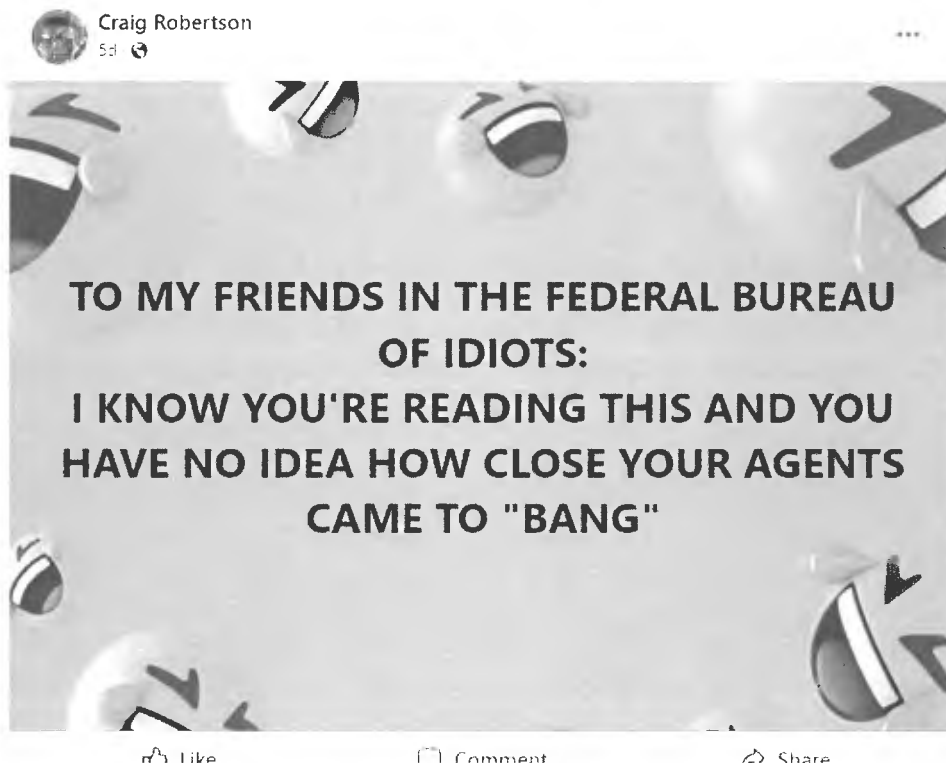 Craig Robertson
5d
TO MY FRIENDS IN THE FEDERAL BUREAU
OF IDIOTS:
I KNOW YOU'RE READING THIS AND YOU
HAVE NO IDEA HOW CLOSE YOUR AGENTS
CAME TO "BANG"
Like Comment Share